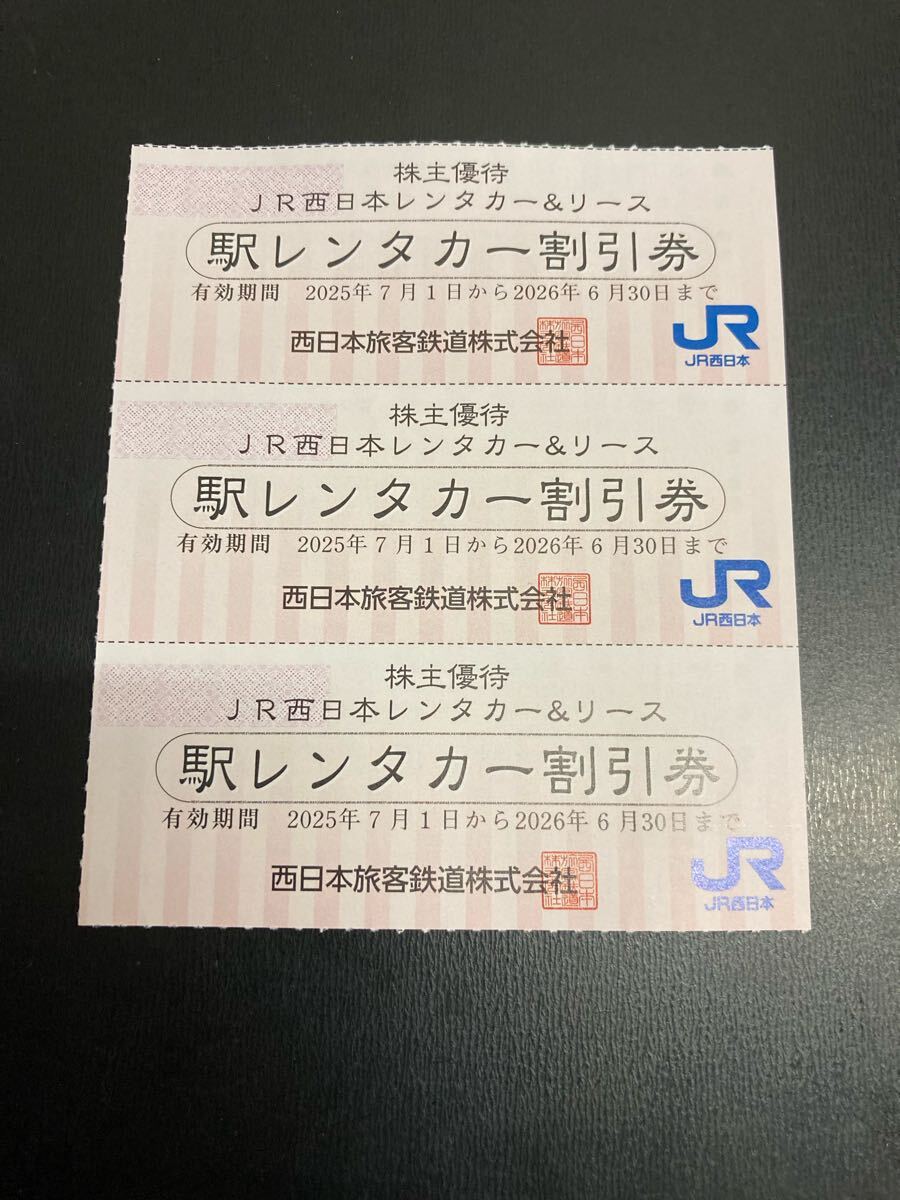 株主優待
JR西日本レンタカー&リース
駅レンタカー割引券
有効期間 2025年7月1日から2026年6月30日まで
西日本旅客鉄道株式会社
JR
JR西日本
株主優待
JR西日本レンタカー&リース
駅レンタカー割引券
有効期間 2025年7月1日から2026年6月30日まで
西日本旅客鉄道株式会社
JR
JR西日本
株主優待
JR西日本レンタカー&リース
駅レンタカー割引券
有効期間 2025年7月1日から2026年6月30日まで
西日本旅客鉄道株式会社
JR
JR西日本